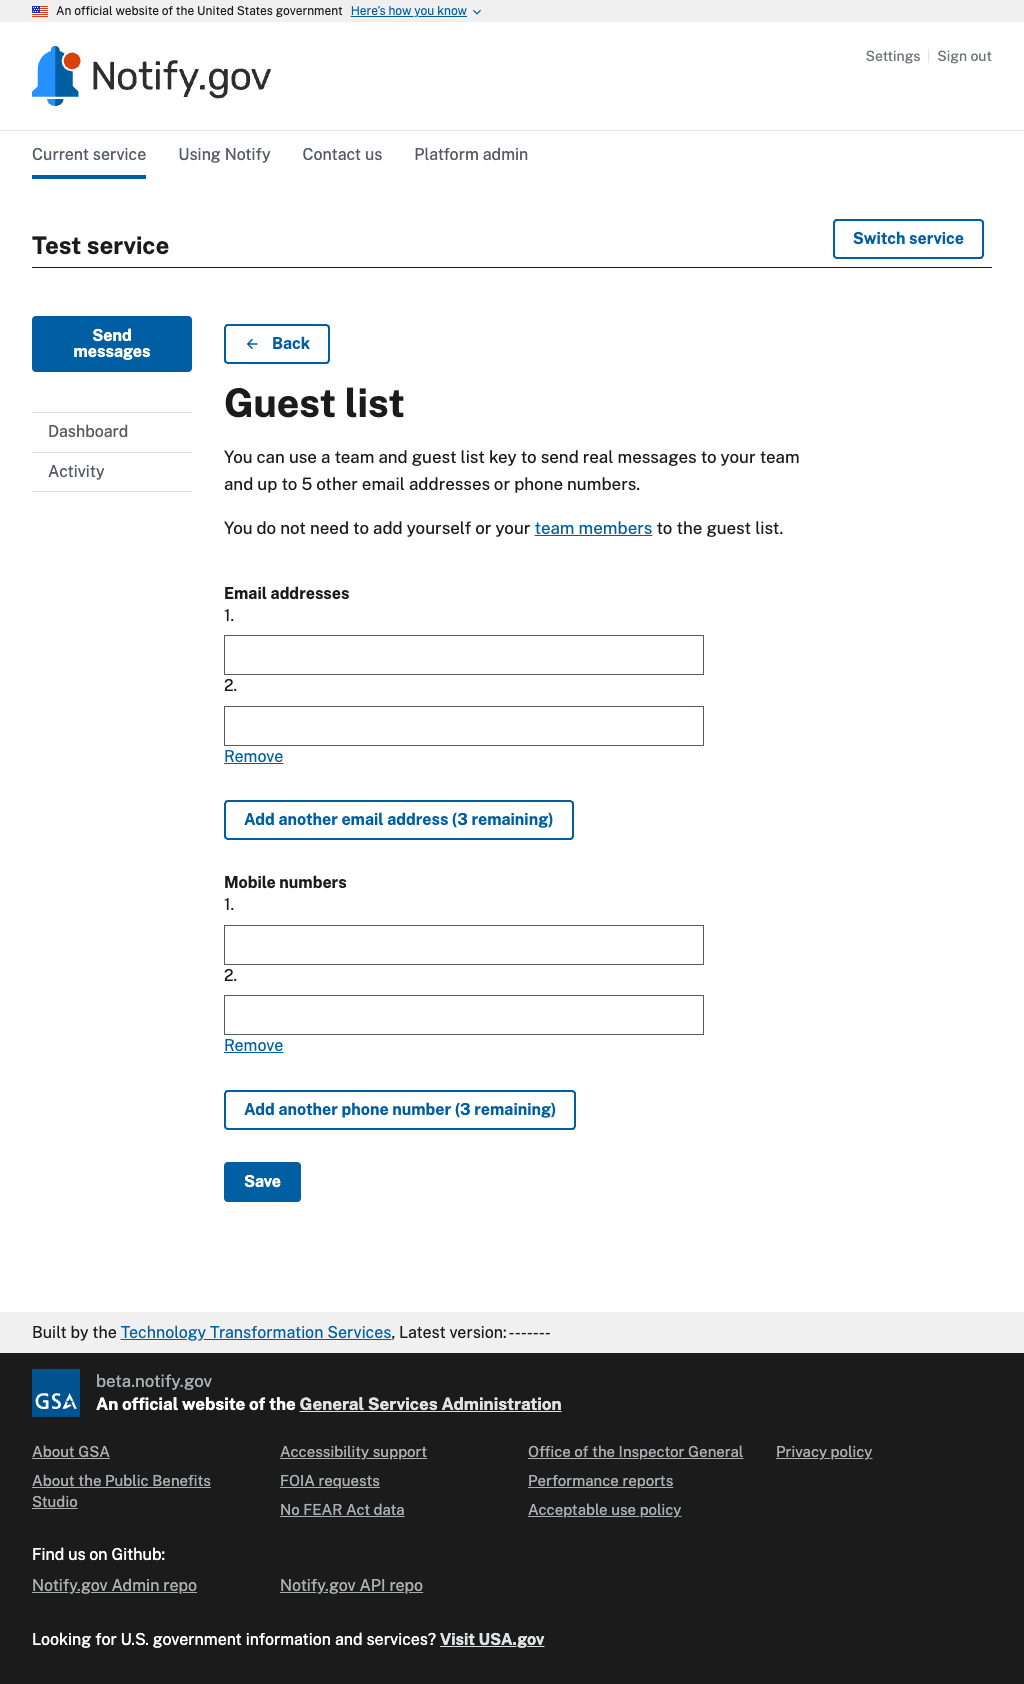 An official website of the United States government Here's how you know
Notify.gov
Settings Sign out
Current service Using Notify Contact us Platform admin
Test service
Switch service
Send
messages
Dashboard
Activity
Back
Guest list
You can use a team and guest list key to send real messages to your team
and up to 5 other email addresses or phone numbers.
You do not need to add yourself or your team members to the guest list.
Email addresses
1.
2.
Remove
Add another email address (3 remaining)
Mobile numbers
1.
2.
Remove
Add another phone number (3 remaining)
Save
Built by the Technology Transformation Services, Latest version:-------
GSA
beta.notify.gov
An official website of the General Services Administration
About GSA
About the Public Benefits
Studio
Accessibility support
FOIA requests
No FEAR Act data
Office of the Inspector General
Performance reports
Acceptable use policy
Privacy policy
Find us on Github:
Notify.gov Admin repo Notify.gov API repo
Looking for U.S. government information and services? Visit USA.gov